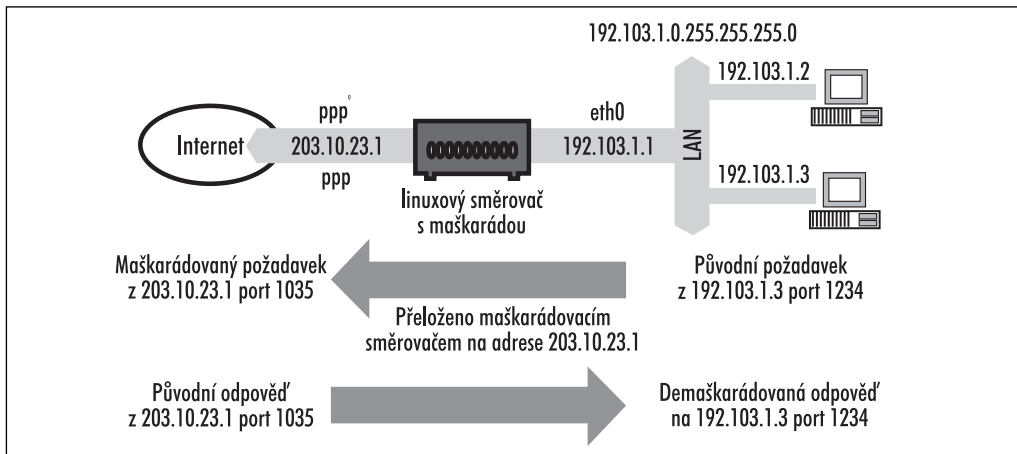 192.103.1.0.255.255.255.0
192.103.1.2
ppp°
eth0
Internet
203.10.23.1
192.103.1.1
LAN
ppp
192.103.1.3
linuxový směrovač
s maškarádou
Maškarádovaný požadavek
z 203.10.23.1 port 1035
Původní požadavek
z 192.103.1.3 port 1234
Přeloženo maškarádovacím
směrovačem na adrese 203.10.23.1
Původní odpověď
z 203.10.23.1 port 1035
Demaškarádovaná odpověď
na 192.103.1.3 port 1234